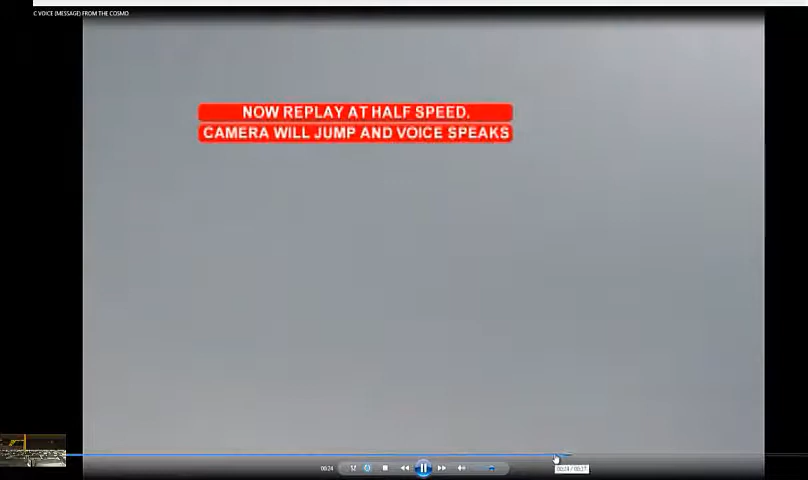 C VOICE (MESSAGE) FROM THE COSMO
NOW REPLAY AT HALF SPEED.
CAMERA WILL JUMP AND VOICE SPEAKS
00:24